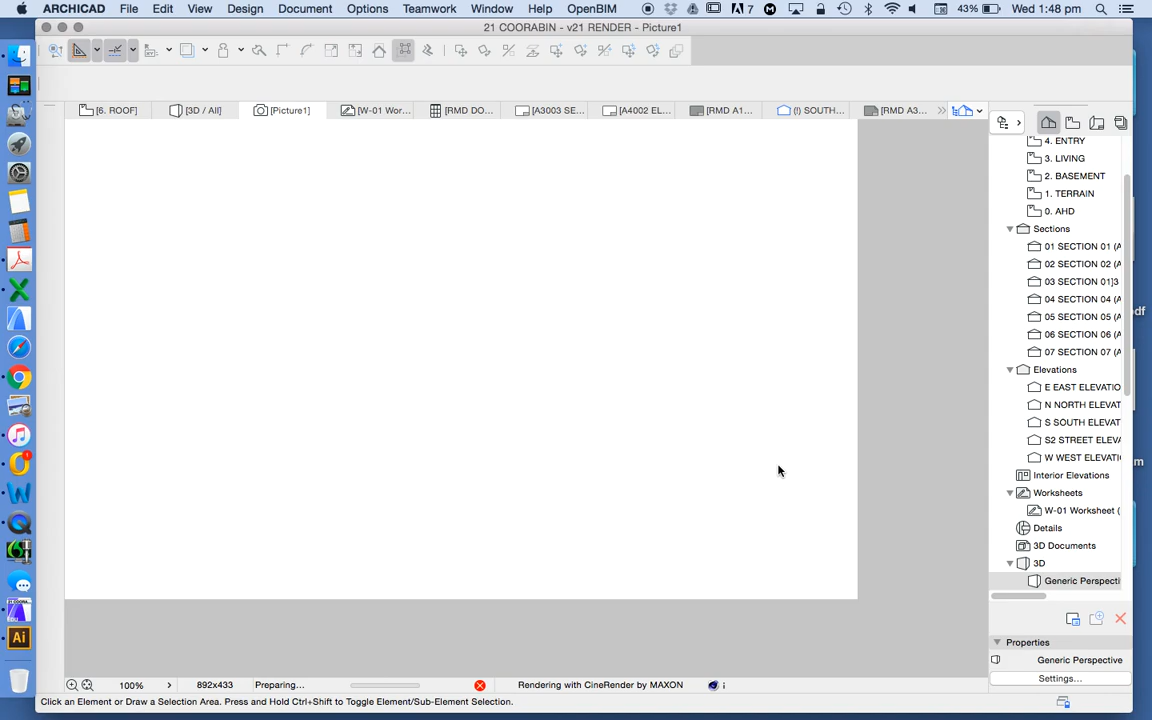 ARCHICAD File Edit View Design Document Options Teamwork Window Help OpenBIM 7 43% Wed 1:48 pm
21 COORABIN - v21 RENDER - Picture1
[6. ROOF] [3D / All] [Picture1] [W-01 Wor... [RMD DO... [A3003 SE... [A4002 EL... [RMD A1... (!) SOUTH... [RMD A3...
4. ENTRY
3. LIVING
2. BASEMENT
1. TERRAIN
0. AHD
Sections
01 SECTION 01 (A
02 SECTION 02 (A
03 SECTION 01]3
04 SECTION 04 (A
05 SECTION 05 (A
06 SECTION 06 (A
07 SECTION 07 (A
Elevations
E EAST ELEVATIO
N NORTH ELEVAT
S SOUTH ELEVAT
S2 STREET ELEVA
W WEST ELEVATI
Interior Elevations
Worksheets
W-01 Worksheet (
Details
3D Documents
3D
Generic Perspecti
Properties
Generic Perspective
Settings...
100% 892x433 Preparing... Rendering with CineRender by MAXON i
Click an Element or Draw a Selection Area. Press and Hold Ctrl+Shift to Toggle Element/Sub-Element Selection.
Ai
df
m